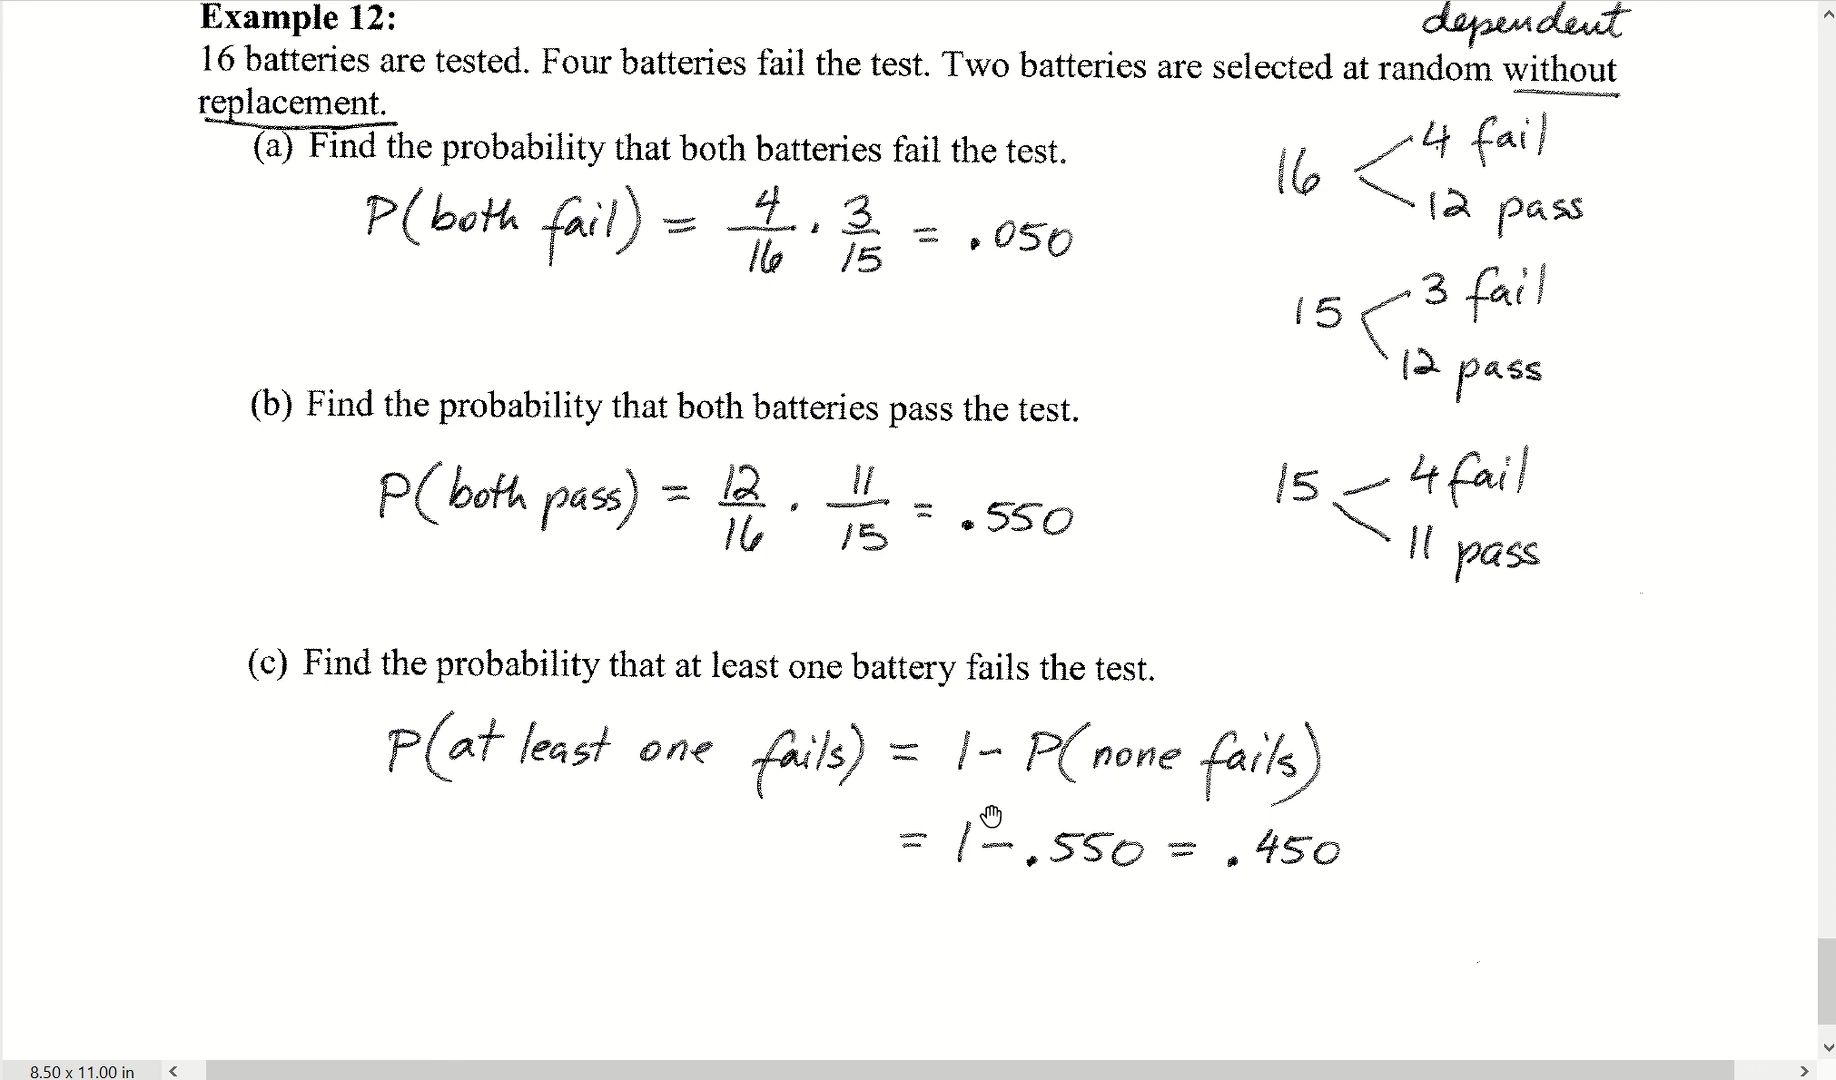 Example 12:
dependent
16 batteries are tested. Four batteries fail the test. Two batteries are selected at random without
replacement.
(a) Find the probability that both batteries fail the test.
16 < 4 fail
12 pass
P(both fail) = 4/16 · 3/15 = .050
15 < 3 fail
12 pass
(b) Find the probability that both batteries pass the test.
P(both pass) = 12/16 · 11/15 = .550
15 < 4 fail
11 pass
(c) Find the probability that at least one battery fails the test.
P(at least one fails) = 1 - P(none fails)
= 1 - .550 = .450
8.50 x 11.00 in